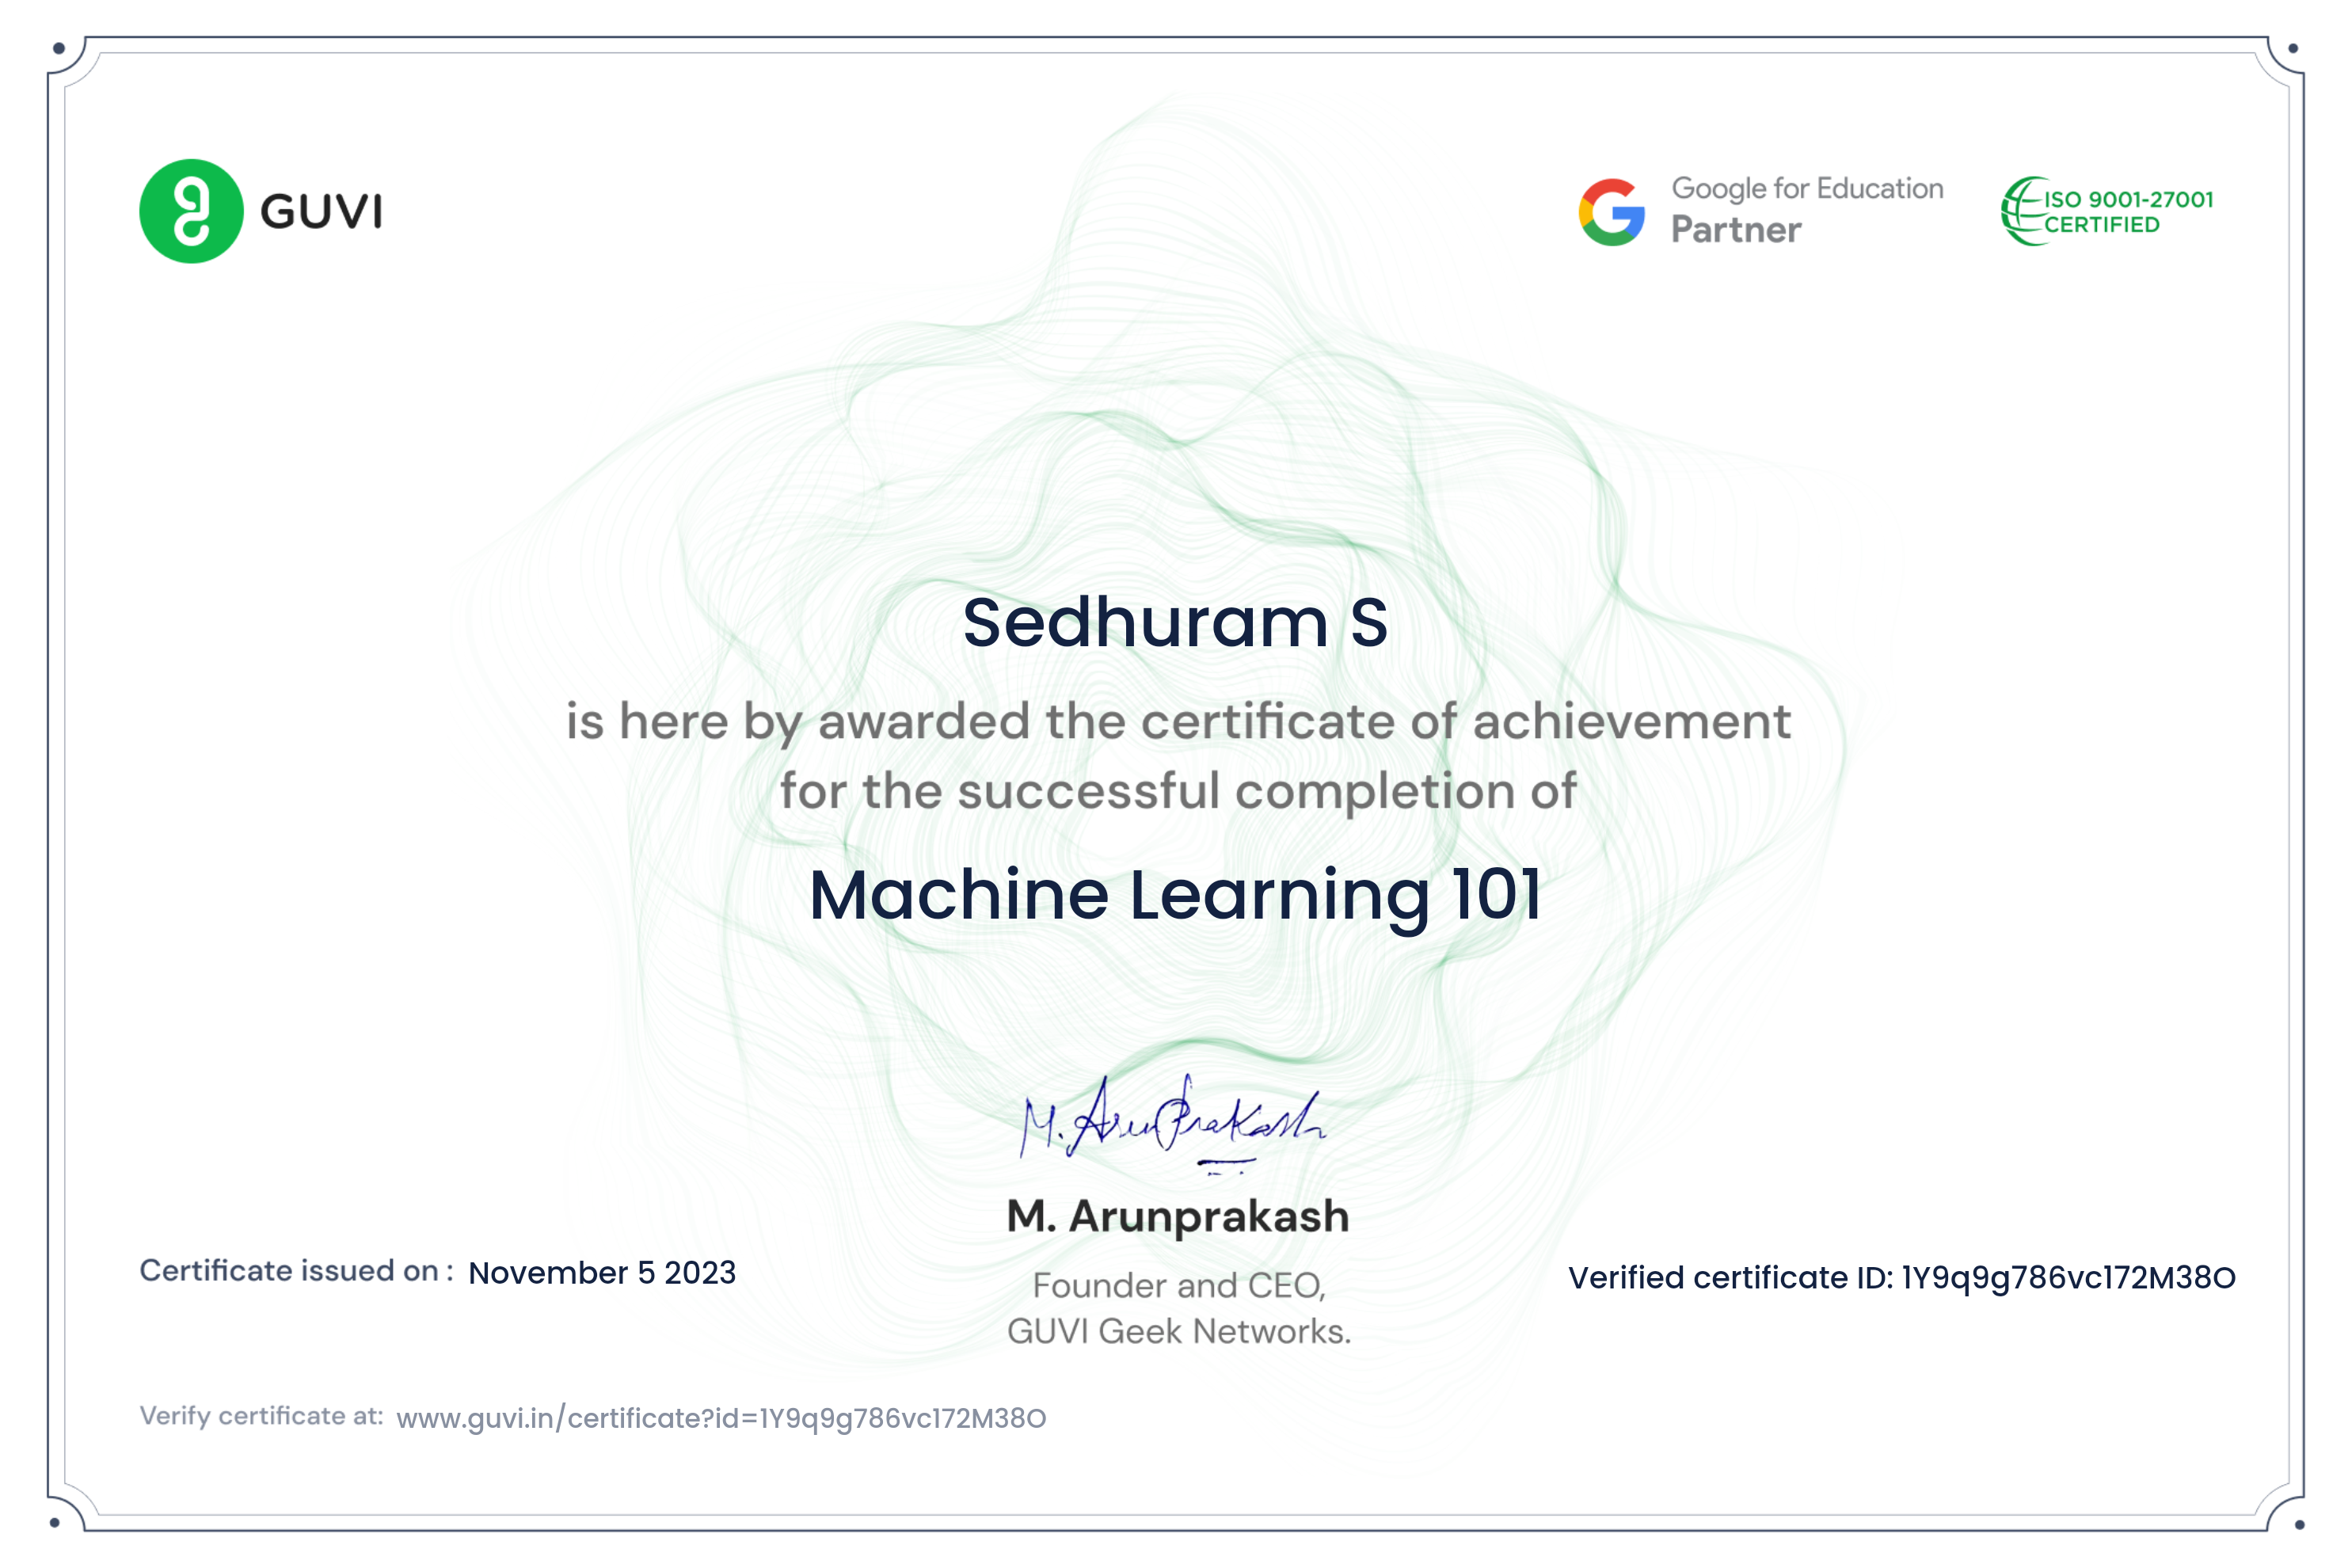 GUVI
Google for Education
Partner
ISO 9001-27001
CERTIFIED
Sedhuram S
is here by awarded the certificate of achievement
for the successful completion of
Machine Learning 101
M. Arunprakash
M. Arunprakash
Founder and CEO,
GUVI Geek Networks.
Certificate issued on : November 5 2023
Verified certificate ID: 1Y9q9g786vc172M38O
Verify certificate at: www.guvi.in/certificate?id=1Y9q9g786vc172M38O